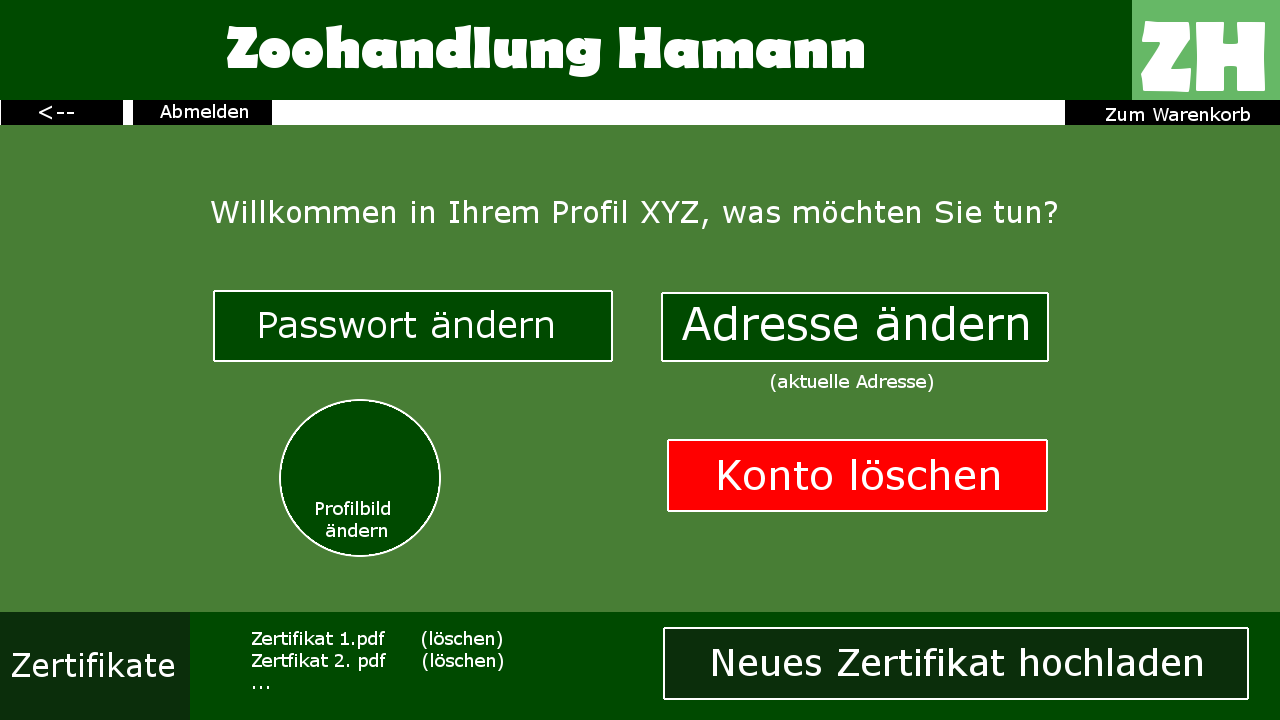 Zoohandlung Hamann
ZH
<--
Abmelden
Zum Warenkorb
Willkommen in Ihrem Profil XYZ, was möchten Sie tun?
Passwort ändern
Adresse ändern
(aktuelle Adresse)
Profilbild
ändern
Konto löschen
Zertifikate
Zertifikat 1.pdf (löschen)
Zertfikat 2. pdf (löschen)
...
Neues Zertifikat hochladen